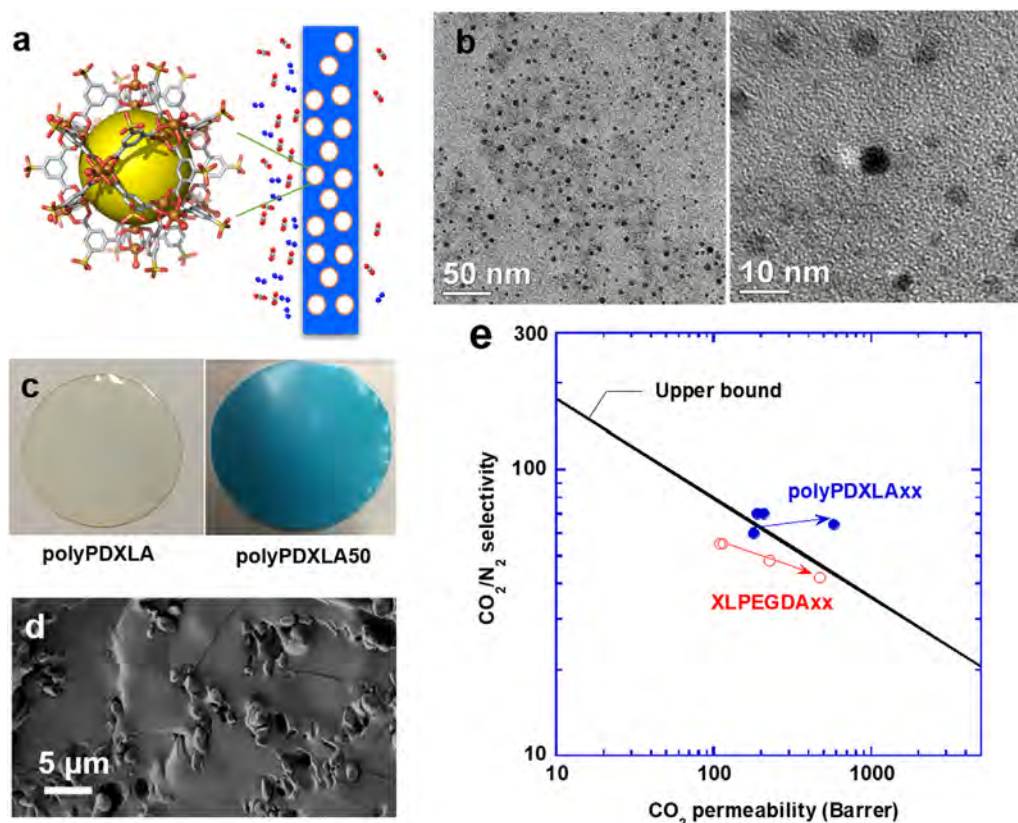 a
b
50 nm
10 nm
c
polyPDXLA
polyPDXLA50
d
5 µm
e
300
100
10
CO₂/N₂ selectivity
Upper bound
polyPDXLAxx
XLPEGDAxx
10
100
1000
CO₂ permeability (Barrer)